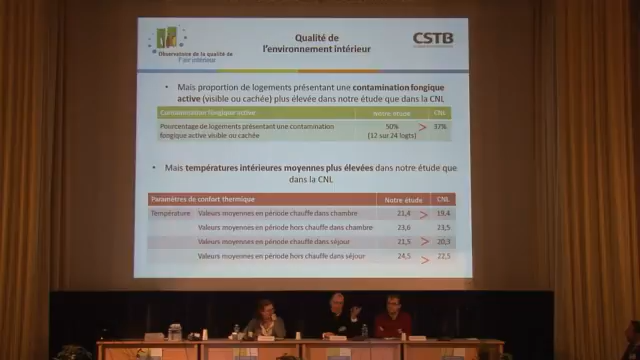 Qualité de
l'environnement intérieur
CSTB
Observatoire de la qualité de
l'air intérieur
• Mais proportion de logements présentant une contamination fongique
active (visible ou cachée) plus élevée dans notre étude que dans la CNL
Contamination fongique active Notre étude CNL
Pourcentage de logements présentant une contamination 50% > 37%
fongique active visible ou cachée [12 sur 24 logts]
• Mais températures intérieures moyennes plus élevées dans notre étude que
dans la CNL
Paramètres de confort thermique Notre étude CNL
Température Valeurs moyennes en période chauffe dans chambre 21,4 > 19,4
Valeurs moyennes en période hors chauffe dans chambre 23,6 23,5
Valeurs moyennes en période chauffe dans séjour 21,5 > 20,3
Valeurs moyennes en période hors chauffe dans séjour 24,5 > 22,5